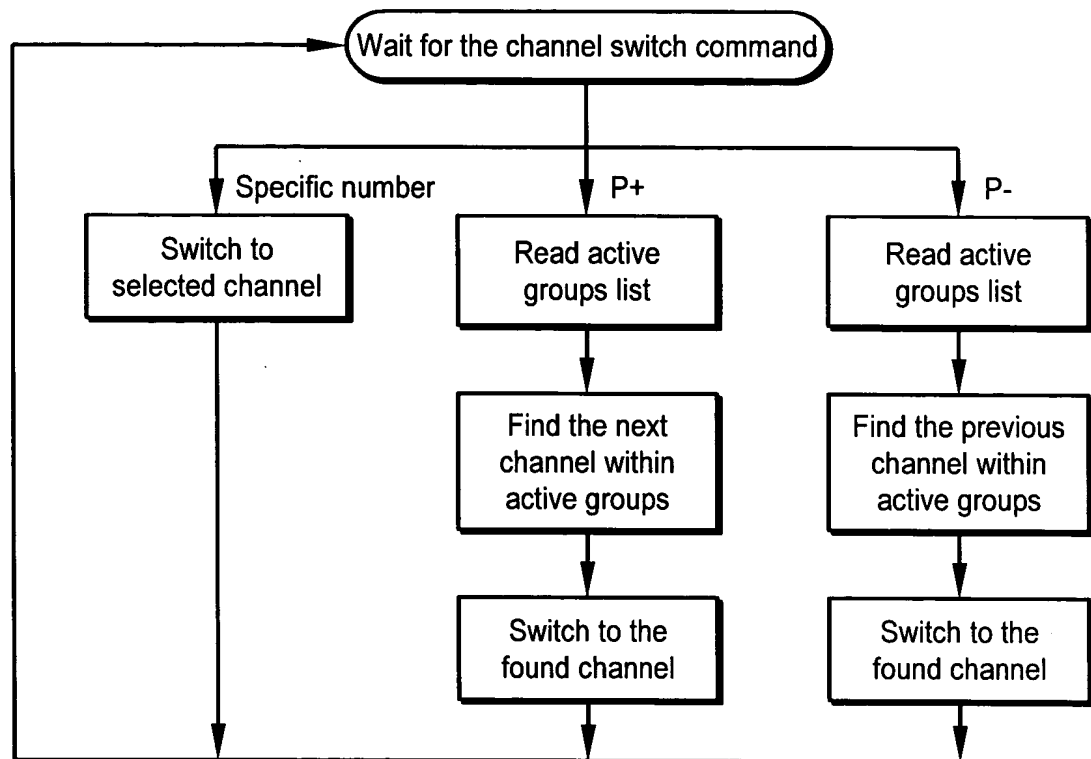 Wait for the channel switch command
Specific number
P+
P-
Switch to
selected channel
Read active
groups list
Read active
groups list
Find the next
channel within
active groups
Find the previous
channel within
active groups
Switch to the
found channel
Switch to the
found channel